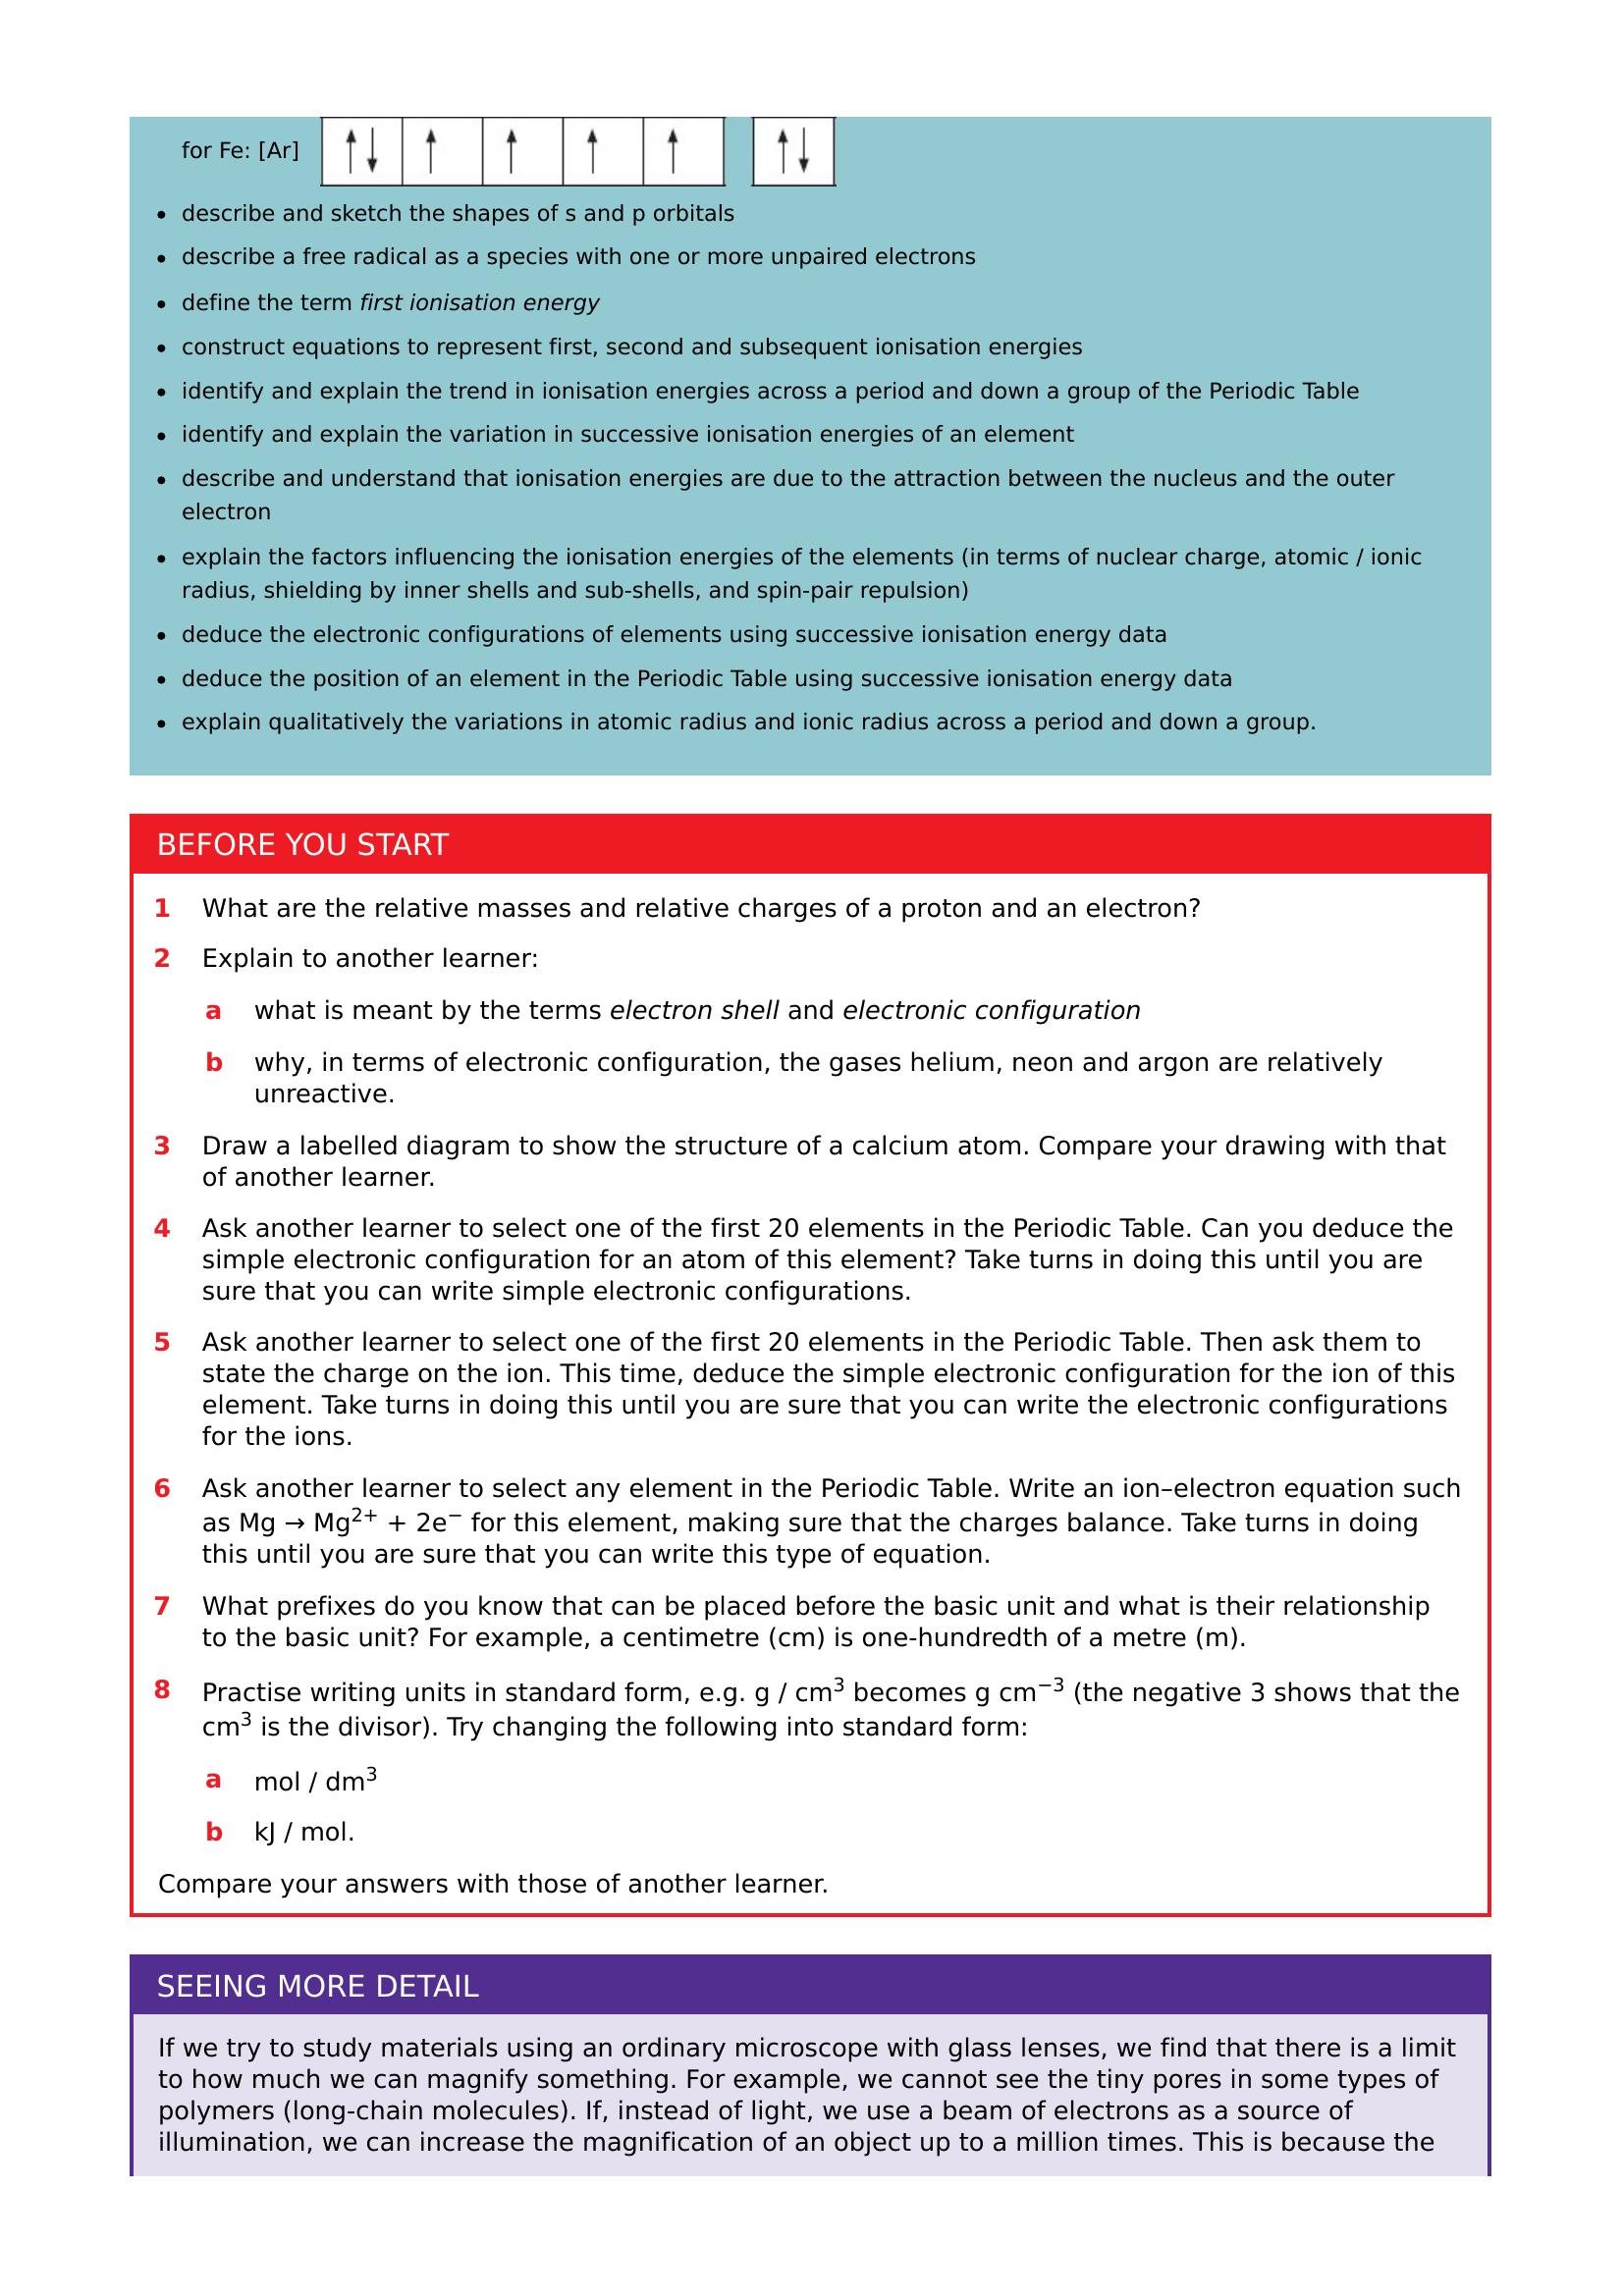 for Fe: [Ar]
• describe and sketch the shapes of s and p orbitals
• describe a free radical as a species with one or more unpaired electrons
• define the term first ionisation energy
• construct equations to represent first, second and subsequent ionisation energies
• identify and explain the trend in ionisation energies across a period and down a group of the Periodic Table
• identify and explain the variation in successive ionisation energies of an element
• describe and understand that ionisation energies are due to the attraction between the nucleus and the outer
electron
• explain the factors influencing the ionisation energies of the elements (in terms of nuclear charge, atomic / ionic
radius, shielding by inner shells and sub-shells, and spin-pair repulsion)
• deduce the electronic configurations of elements using successive ionisation energy data
• deduce the position of an element in the Periodic Table using successive ionisation energy data
• explain qualitatively the variations in atomic radius and ionic radius across a period and down a group.
BEFORE YOU START
1 What are the relative masses and relative charges of a proton and an electron?
2 Explain to another learner:
a what is meant by the terms electron shell and electronic configuration
b why, in terms of electronic configuration, the gases helium, neon and argon are relatively
unreactive.
3 Draw a labelled diagram to show the structure of a calcium atom. Compare your drawing with that
of another learner.
4 Ask another learner to select one of the first 20 elements in the Periodic Table. Can you deduce the
simple electronic configuration for an atom of this element? Take turns in doing this until you are
sure that you can write simple electronic configurations.
5 Ask another learner to select one of the first 20 elements in the Periodic Table. Then ask them to
state the charge on the ion. This time, deduce the simple electronic configuration for the ion of this
element. Take turns in doing this until you are sure that you can write the electronic configurations
for the ions.
6 Ask another learner to select any element in the Periodic Table. Write an ion–electron equation such
as Mg → Mg²⁺ + 2e⁻ for this element, making sure that the charges balance. Take turns in doing
this until you are sure that you can write this type of equation.
7 What prefixes do you know that can be placed before the basic unit and what is their relationship
to the basic unit? For example, a centimetre (cm) is one-hundredth of a metre (m).
8 Practise writing units in standard form, e.g. g / cm³ becomes g cm⁻³ (the negative 3 shows that the
cm³ is the divisor). Try changing the following into standard form:
a mol / dm³
b kJ / mol.
Compare your answers with those of another learner.
SEEING MORE DETAIL
If we try to study materials using an ordinary microscope with glass lenses, we find that there is a limit
to how much we can magnify something. For example, we cannot see the tiny pores in some types of
polymers (long-chain molecules). If, instead of light, we use a beam of electrons as a source of
illumination, we can increase the magnification of an object up to a million times. This is because the